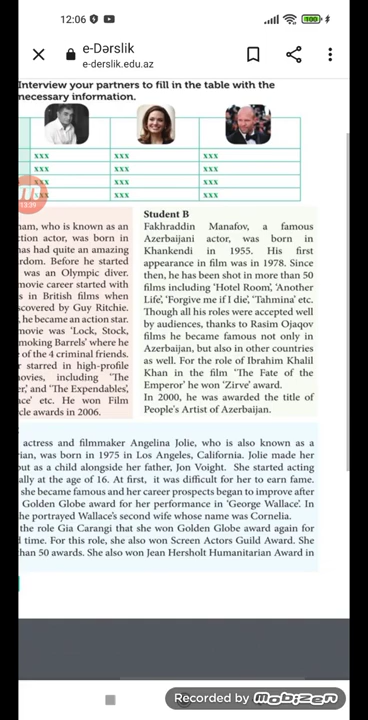 12:06
100
e-Dərslik
e-derslik.edu.az
Interview your partners to fill in the table with the
necessary information.
xxx xxx xxx
xxx xxx xxx
xxx xxx xxx
xxx xxx xxx
13:29
am, who is known as an
tion actor, was born in
has had quite an amazing
rdom. Before he started
was an Olympic diver.
movie career started with
s in British films when
scovered by Guy Ritchie.
, he became an action star.
movie was 'Lock, Stock,
moking Barrels' where he
of the 4 criminal friends.
r starred in high-profile
ovies, including 'The
er,' and 'The Expendables',
ce' etc. He won Film
cle awards in 2006.
Student B
Fakhraddin Manafov, a famous
Azerbaijani actor, was born in
Khankendi in 1955. His first
appearance in film was in 1978. Since
then, he has been shot in more than 50
films including 'Hotel Room', 'Another
Life', 'Forgive me if I die', 'Tahmina' etc.
Though all his roles were accepted well
by audiences, thanks to Rasim Ojaqov
films he became famous not only in
Azerbaijan, but also in other countries
as well. For the role of Ibrahim Khalil
Khan in the film 'The Fate of the
Emperor' he won 'Zirve' award.
In 2000, he was awarded the title of
People's Artist of Azerbaijan.
actress and filmmaker Angelina Jolie, who is also known as a
ian, was born in 1975 in Los Angeles, California. Jolie made her
out as a child alongside her father, Jon Voight. She started acting
ally at the age of 16. At first, it was difficult for her to earn fame.
she became famous and her career prospects began to improve after
Golden Globe award for her performance in 'George Wallace'. In
he portrayed Wallace's second wife whose name was Cornelia.
the role Gia Carangi that she won Golden Globe award again for
time. For this role, she also won Screen Actors Guild Award. She
han 50 awards. She also won Jean Hersholt Humanitarian Award in
Recorded by mobizen